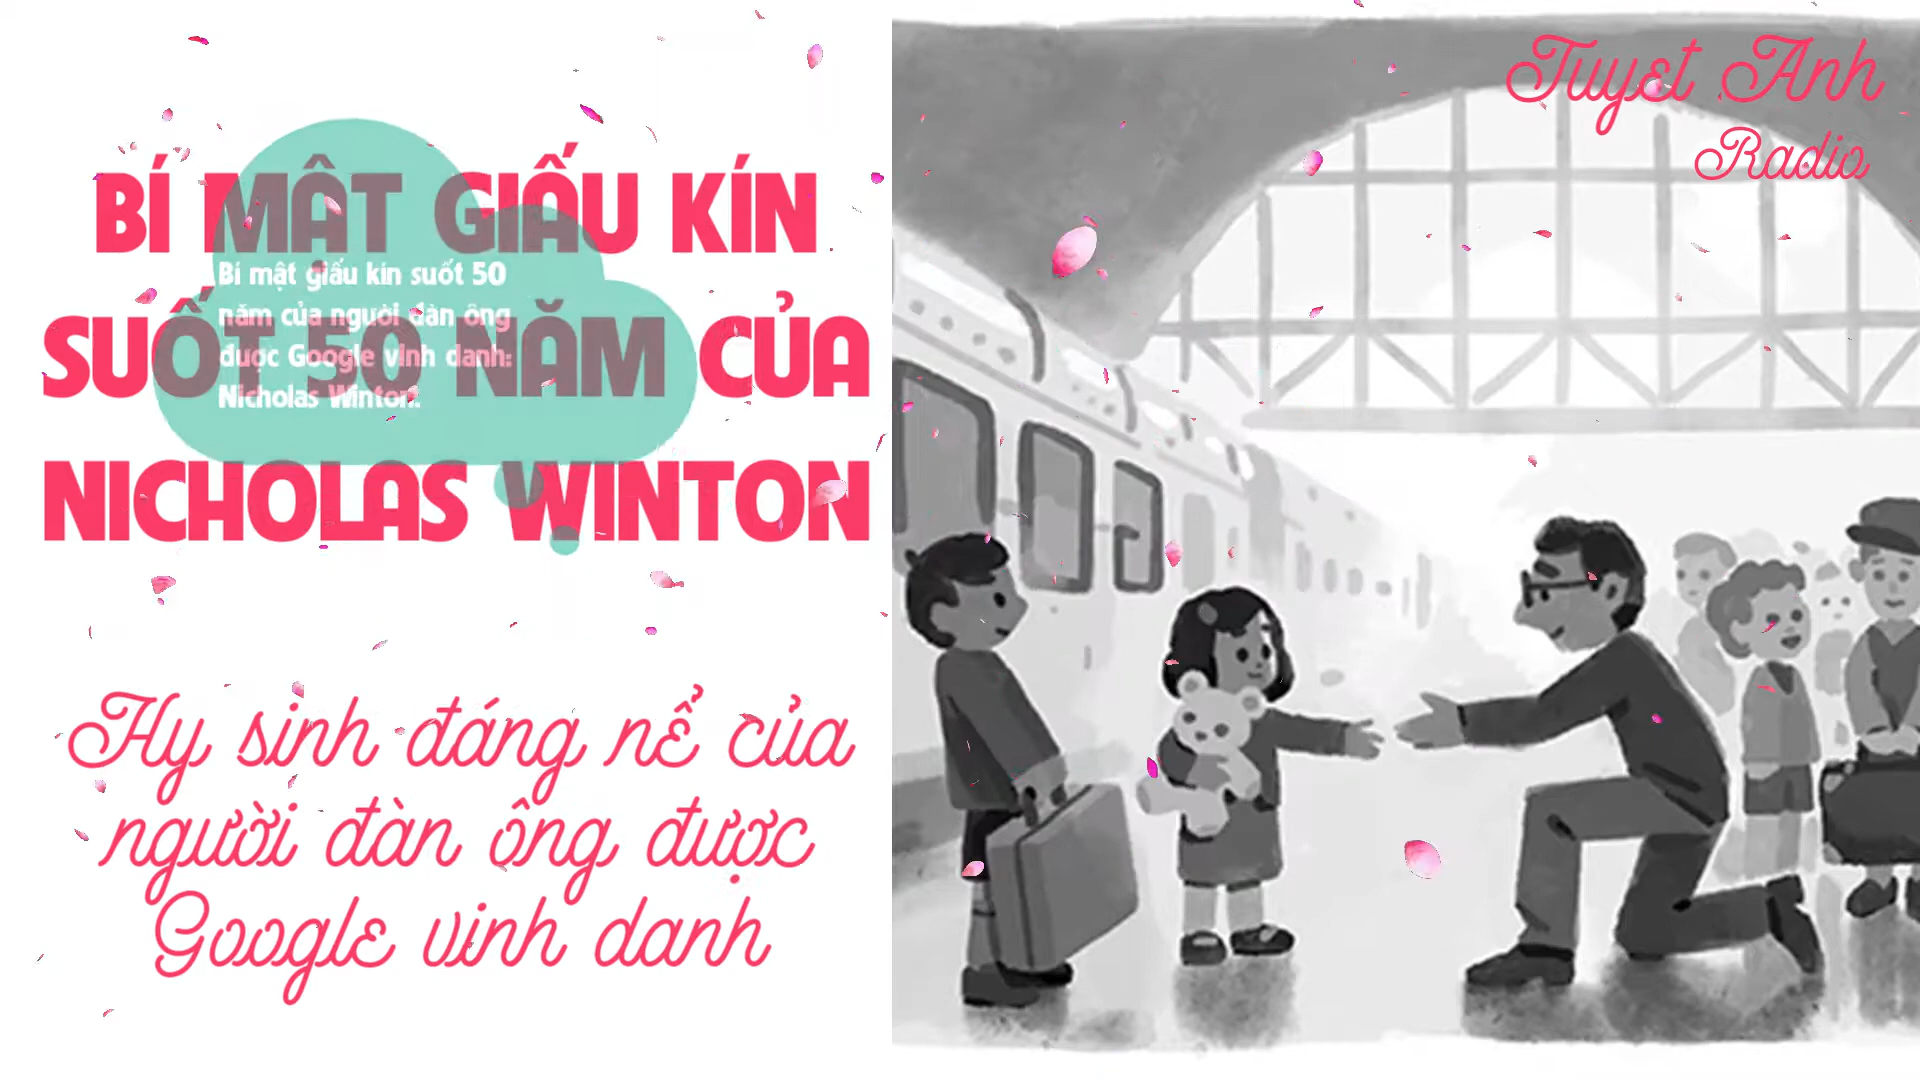 BÍ MẬT GIẤU KÍN
SUỐT 50 NĂM CỦA
NICHOLAS WINTON
Bí mật giấu kín suốt 50
năm của người đàn ông
được Google vinh danh:
Nicholas Winton.
Hy sinh đáng nể của
người đàn ông được
Google vinh danh
Tuyet Anh
Radio